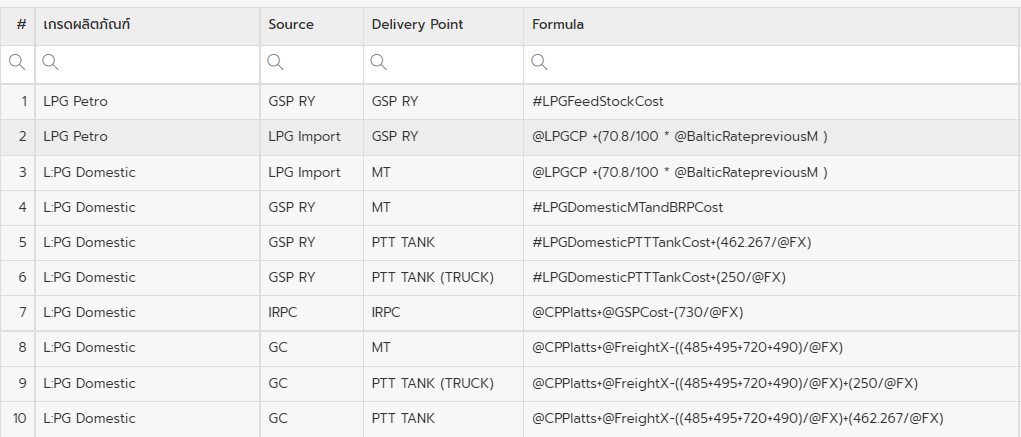 # เกรดผลิตภัณฑ์ Source Delivery Point Formula
1 LPG Petro GSP RY GSP RY #LPGFeedStockCost
2 LPG Petro LPG Import GSP RY @LPGCP +(70.8/100 * @BalticRatepreviousM )
3 L:PG Domestic LPG Import MT @LPGCP +(70.8/100 * @BalticRatepreviousM )
4 L:PG Domestic GSP RY MT #LPGDomesticMTandBRPCost
5 L:PG Domestic GSP RY PTT TANK #LPGDomesticPTTTankCost+(462.267/@FX)
6 L:PG Domestic GSP RY PTT TANK (TRUCK) #LPGDomesticPTTTankCost+(250/@FX)
7 L:PG Domestic IRPC IRPC @CPPlatts+@GSPCost-(730/@FX)
8 L:PG Domestic GC MT @CPPlatts+@FreightX-((485+495+720+490)/@FX)
9 L:PG Domestic GC PTT TANK (TRUCK) @CPPlatts+@FreightX-((485+495+720+490)/@FX)+(250/@FX)
10 L:PG Domestic GC PTT TANK @CPPlatts+@FreightX-((485+495+720+490)/@FX)+(462.267/@FX)